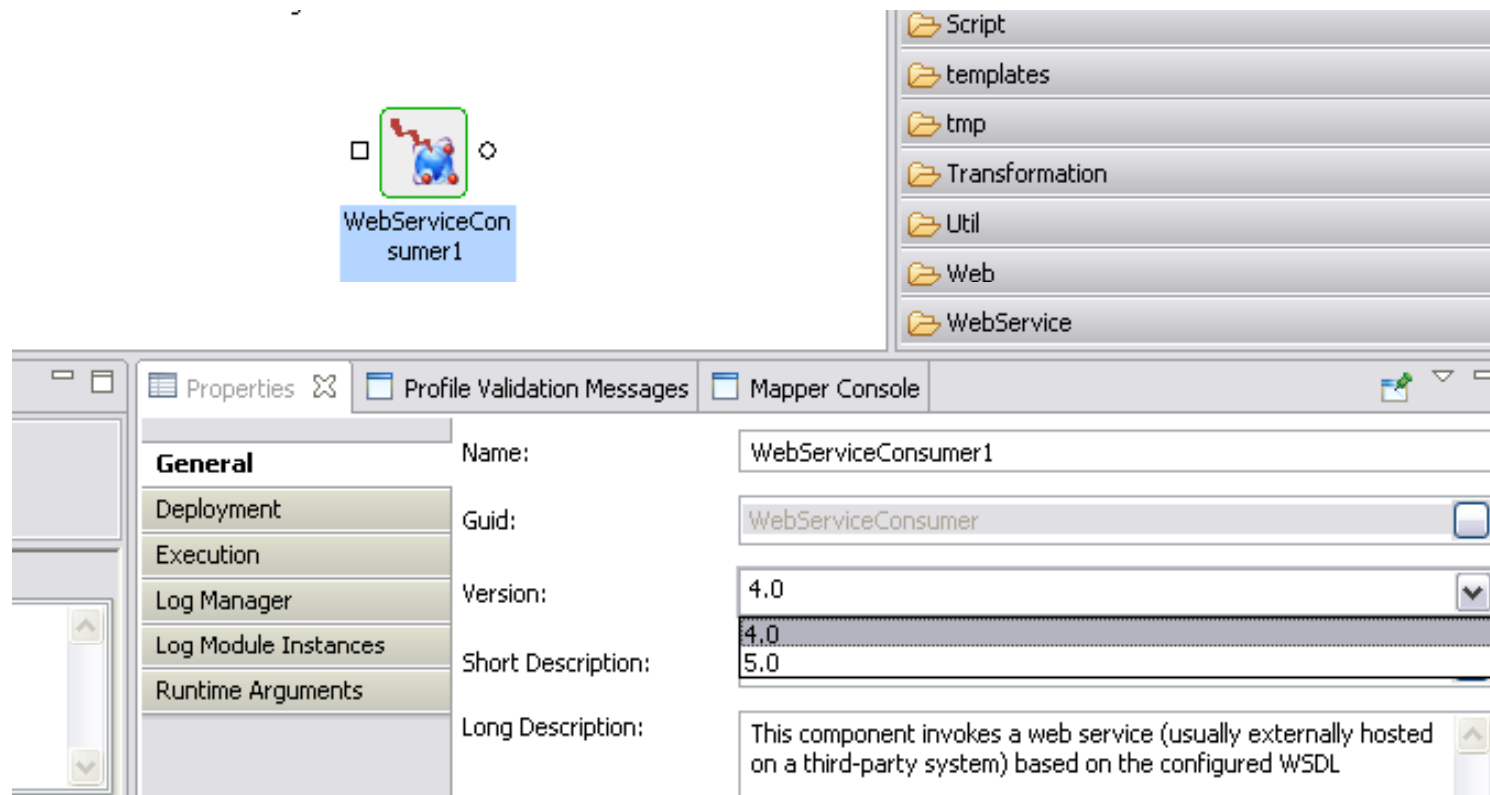 Script
templates
tmp
Transformation
Util
Web
WebService
WebServiceCon
sumer1
Properties
Profile Validation Messages
Mapper Console
General
Deployment
Execution
Log Manager
Log Module Instances
Runtime Arguments
Name:
WebServiceConsumer1
Guid:
WebServiceConsumer
Version:
4.0
4.0
5.0
Short Description:
Long Description:
This component invokes a web service (usually externally hosted
on a third-party system) based on the configured WSDL